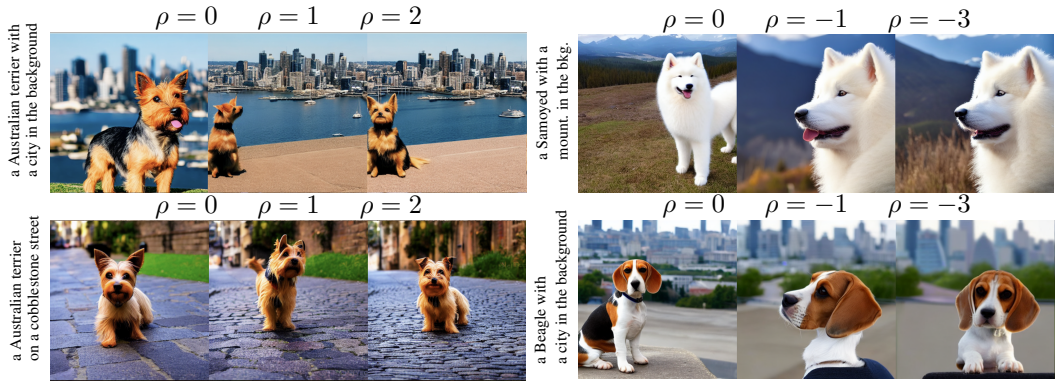 ρ = 0 ρ = 1 ρ = 2
a Australian terrier with
a city in the background
ρ = 0 ρ = −1 ρ = −3
a Samoyed with a
mount. in the bkg.
ρ = 0 ρ = 1 ρ = 2
a Australian terrier
on a cobblestone street
ρ = 0 ρ = −1 ρ = −3
a Beagle with
a city in the background